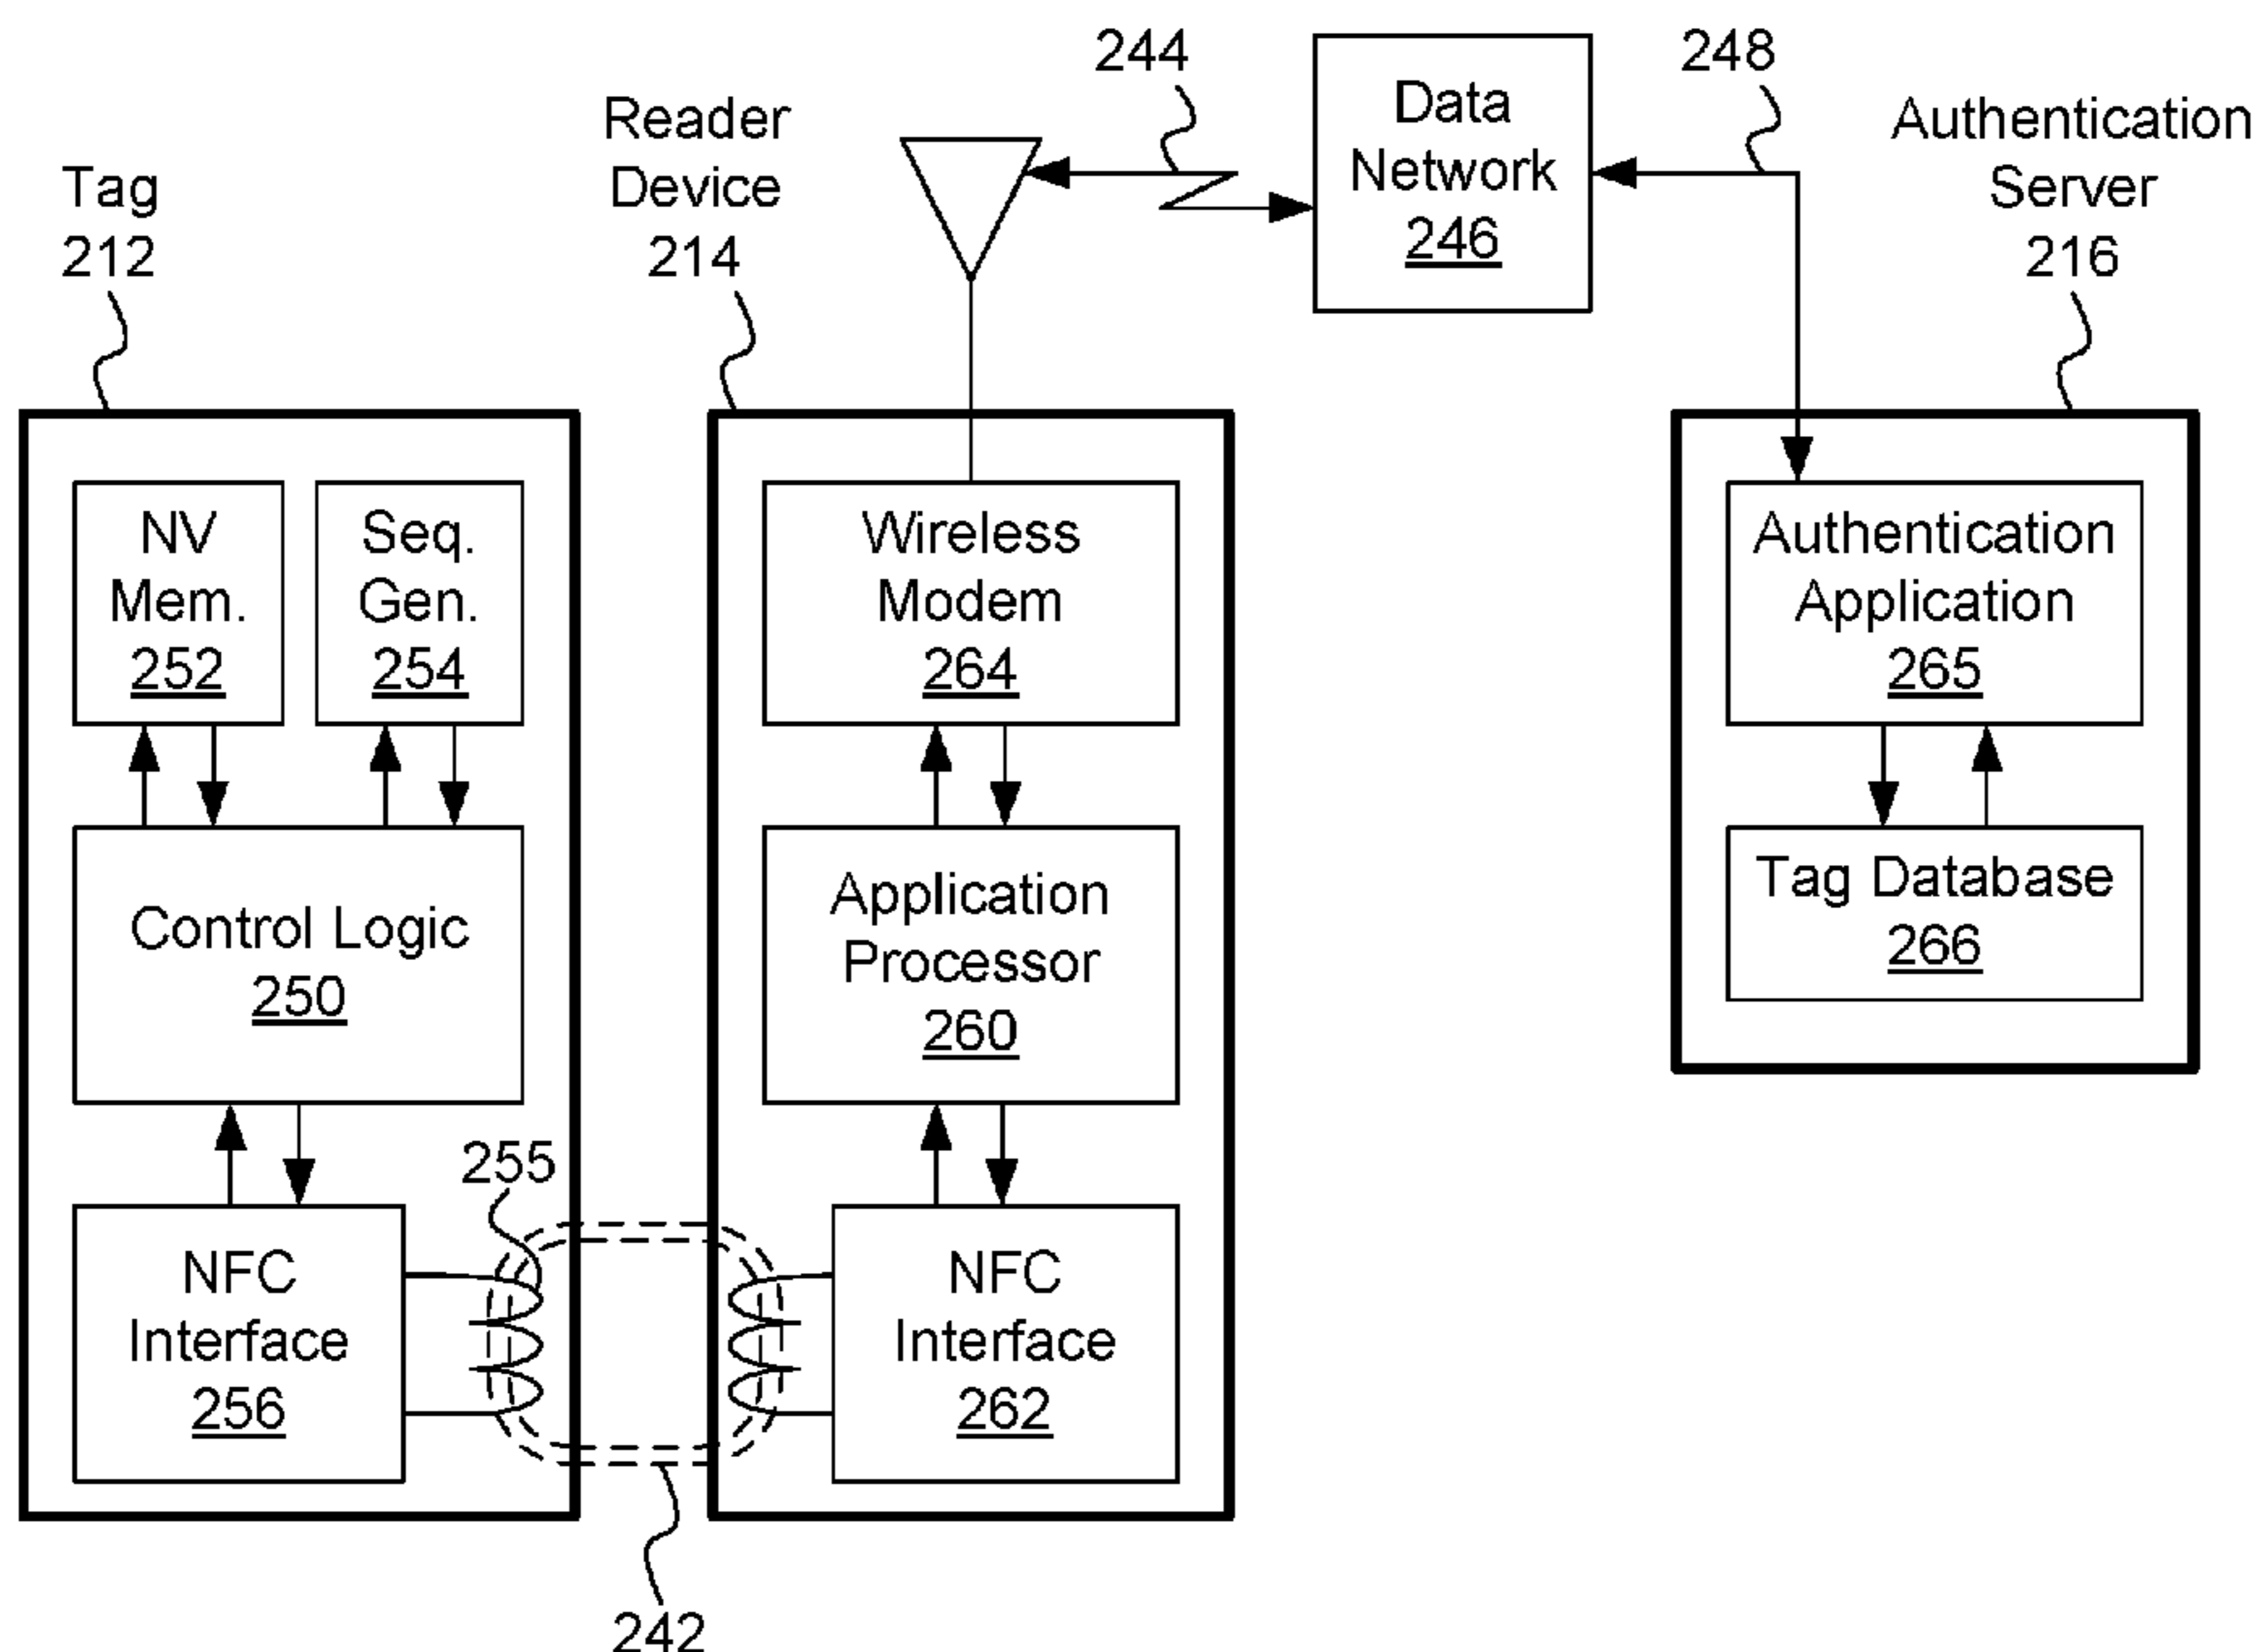 Tag
212
Reader
Device
214
244
Data
Network
246
248
Authentication
Server
216
NV
Mem.
252
Seq.
Gen.
254
Control Logic
250
NFC
Interface
256
255
242
Wireless
Modem
264
Application
Processor
260
NFC
Interface
262
Authentication
Application
265
Tag Database
266